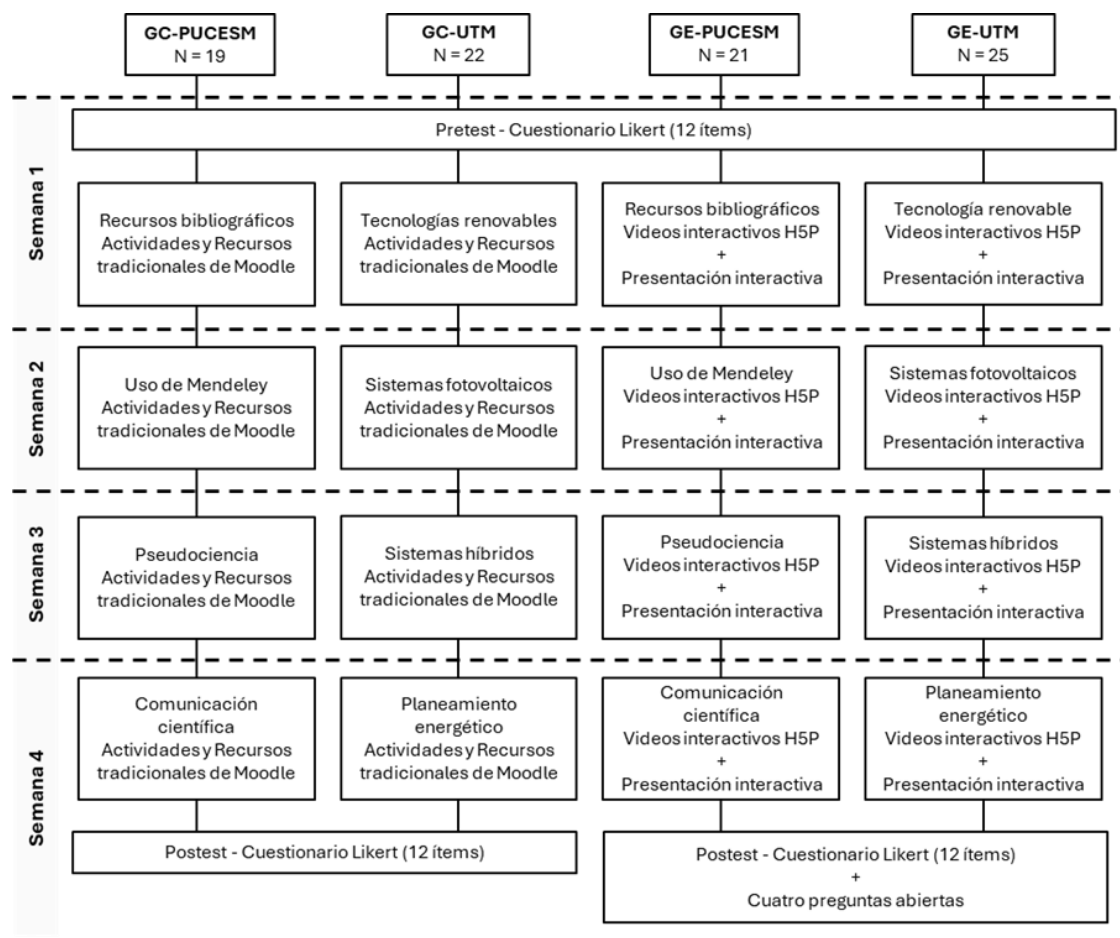 GC-PUCESM
N = 19
GC-UTM
N = 22
GE-PUCESM
N = 21
GE-UTM
N = 25
Semana 1
Pretest - Cuestionario Likert (12 ítems)
Recursos bibliográficos
Actividades y Recursos
tradicionales de Moodle
Tecnologías renovables
Actividades y Recursos
tradicionales de Moodle
Recursos bibliográficos
Videos interactivos H5P
+
Presentación interactiva
Tecnología renovable
Videos interactivos H5P
+
Presentación interactiva
Semana 2
Uso de Mendeley
Actividades y Recursos
tradicionales de Moodle
Sistemas fotovoltaicos
Actividades y Recursos
tradicionales de Moodle
Uso de Mendeley
Videos interactivos H5P
+
Presentación interactiva
Sistemas fotovoltaicos
Videos interactivos H5P
+
Presentación interactiva
Semana 3
Pseudociencia
Actividades y Recursos
tradicionales de Moodle
Sistemas híbridos
Actividades y Recursos
tradicionales de Moodle
Pseudociencia
Videos interactivos H5P
+
Presentación interactiva
Sistemas híbridos
Videos interactivos H5P
+
Presentación interactiva
Semana 4
Comunicación
científica
Actividades y Recursos
tradicionales de Moodle
Planeamiento
energético
Actividades y Recursos
tradicionales de Moodle
Comunicación
científica
Videos interactivos H5P
+
Presentación interactiva
Planeamiento
energético
Videos interactivos H5P
+
Presentación interactiva
Postest - Cuestionario Likert (12 ítems)
Postest - Cuestionario Likert (12 ítems)
+
Cuatro preguntas abiertas